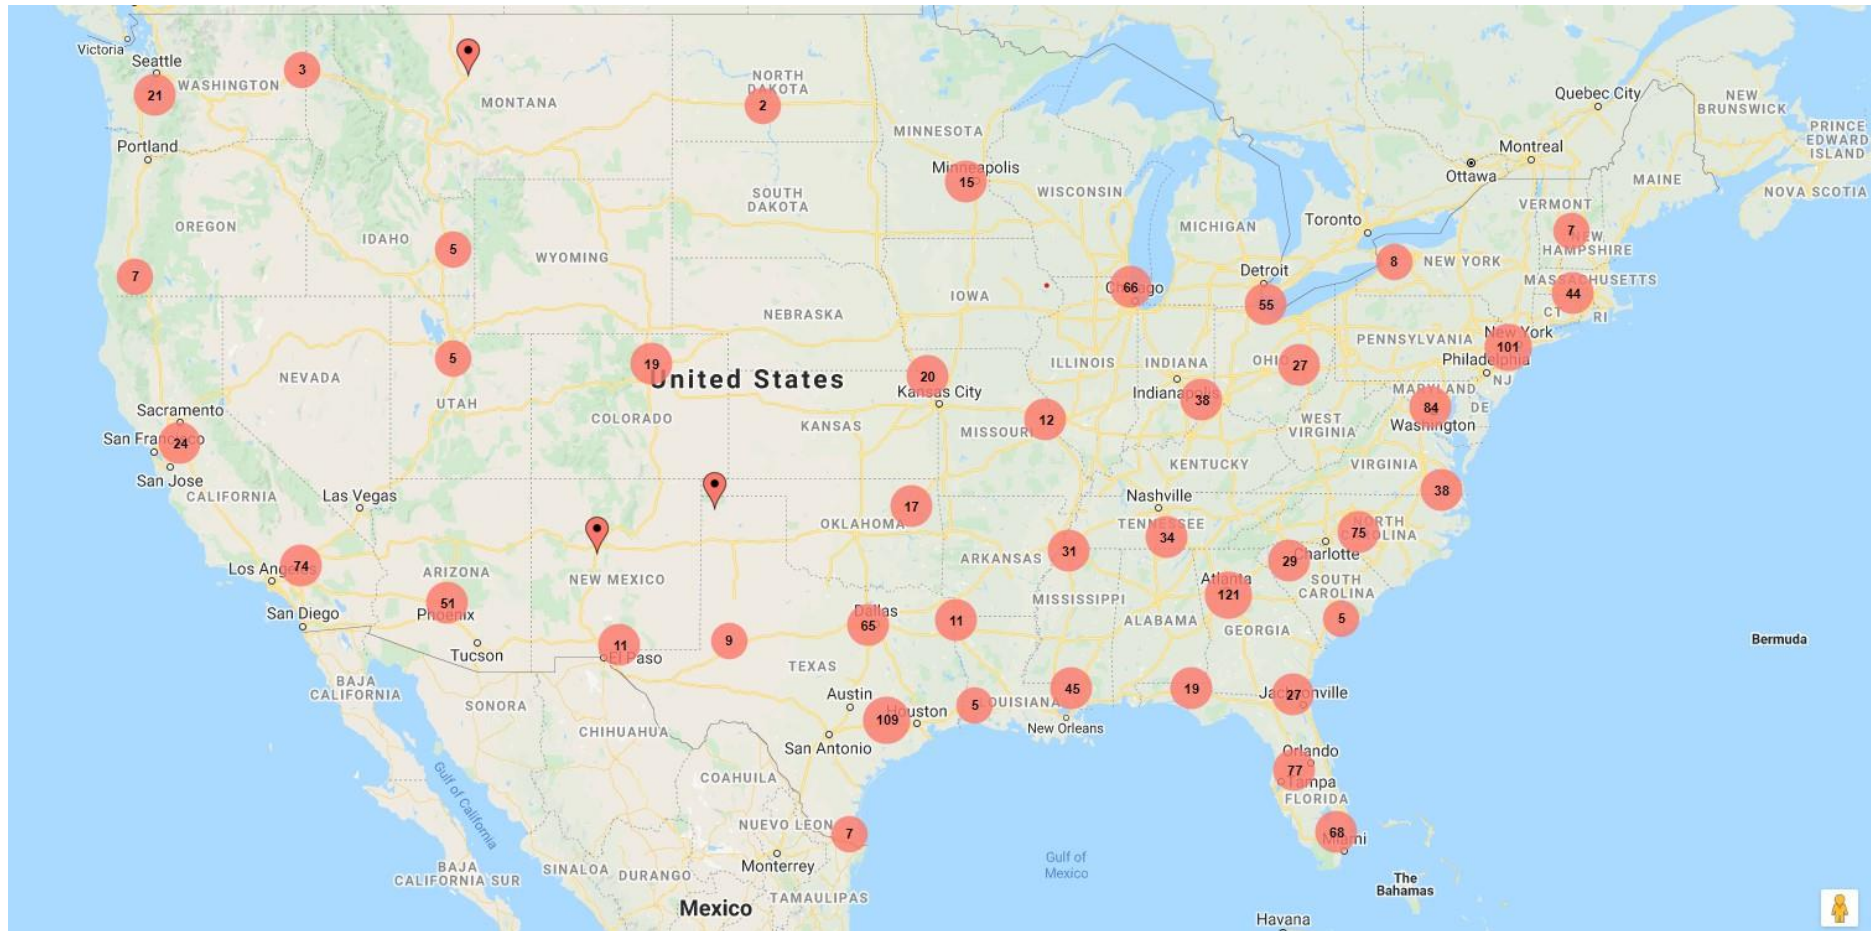 Victoria
Seattle
WASHINGTON
21
3
MONTANA
NORTH
DAKOTA
2
Quebec City
NEW
BRUNSWICK
PRINCE
EDWARD
ISLAND
Portland
MINNESOTA
Minneapolis
15
Montreal
Ottawa
MAINE
NOVA SCOTIA
WISCONSIN
SOUTH
DAKOTA
VERMONT
OREGON
IDAHO
5
WYOMING
MICHIGAN
Toronto
7
NEW
HAMPSHIRE
7
Detroit
8
NEW YORK
MASSACHUSETTS
44
CT
RI
IOWA
66
Chicago
55
NEBRASKA
PENNSYLVANIA
New York
101
Philadelphia
NJ
NEVADA
5
UTAH
19
United States
COLORADO
20
Kansas City
KANSAS
ILLINOIS
INDIANA
OHIO
27
Indianapolis
38
MARYLAND
84
DE
Washington
Sacramento
San Francisco
24
San Jose
CALIFORNIA
Las Vegas
MISSOURI
12
WEST
VIRGINIA
KENTUCKY
VIRGINIA
38
OKLAHOMA
17
Nashville
TENNESSEE
34
NORTH
CAROLINA
75
Charlotte
29
Los Angeles
74
ARIZONA
51
Phoenix
NEW MEXICO
ARKANSAS
31
Atlanta
121
SOUTH
CAROLINA
5
MISSISSIPPI
ALABAMA
GEORGIA
San Diego
Tucson
11
El Paso
9
Dallas
65
11
TEXAS
Bermuda
BAJA
CALIFORNIA
SONORA
CHIHUAHUA
Austin
109
Houston
5
LOUISIANA
45
New Orleans
19
Jacksonville
27
San Antonio
Orlando
77
Tampa
FLORIDA
Gulf of California
COAHUILA
NUEVO LEON
7
Monterrey
68
Miami
BAJA
CALIFORNIA SUR
SINALOA
DURANGO
TAMAULIPAS
Mexico
Gulf of
Mexico
The
Bahamas
Havana